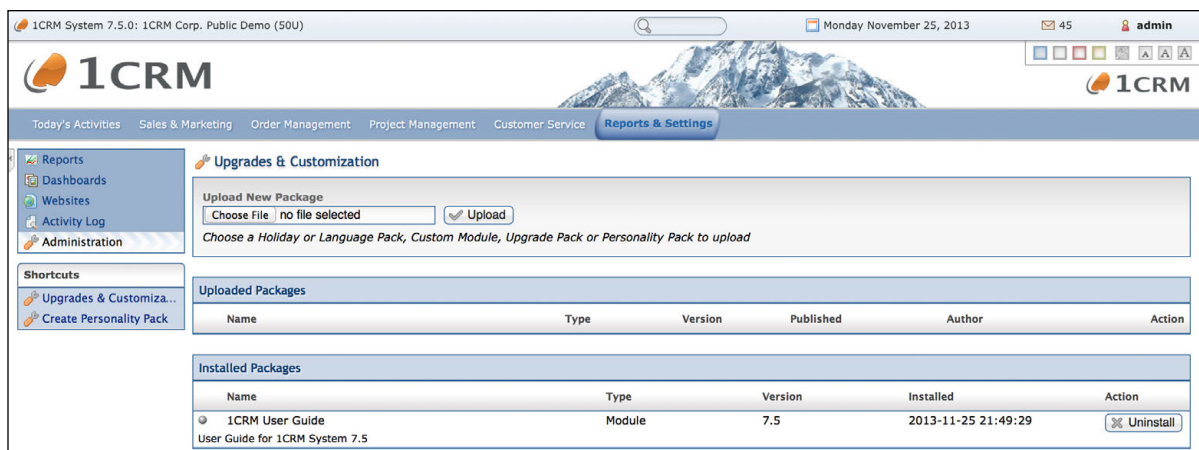 1CRM System 7.5.0: 1CRM Corp. Public Demo (50U)
Monday November 25, 2013
45
admin
1CRM
A A A
1CRM
Today's Activities Sales & Marketing Order Management Project Management Customer Service Reports & Settings
Reports
Dashboards
Websites
Activity Log
Administration
Shortcuts
Upgrades & Customiza...
Create Personality Pack
Upgrades & Customization
Upload New Package
Choose File no file selected Upload
Choose a Holiday or Language Pack, Custom Module, Upgrade Pack or Personality Pack to upload
Uploaded Packages
Name Type Version Published Author Action
Installed Packages
Name Type Version Installed Action
1CRM User Guide Module 7.5 2013-11-25 21:49:29 Uninstall
User Guide for 1CRM System 7.5